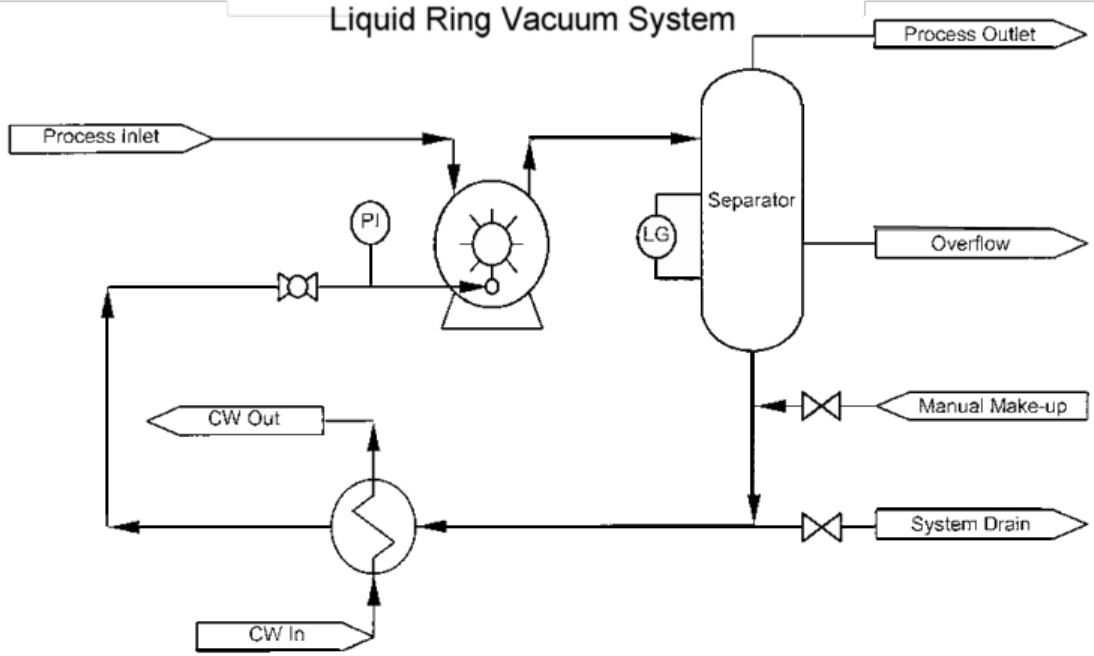 Liquid Ring Vacuum System
Process Outlet
Process Inlet
Separator
PI
LG
Overflow
CW Out
Manual Make-up
System Drain
CW In